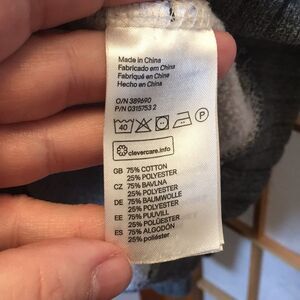 Made in China
Fabricado em China
Fabriqué en China
Hecho en China
O/N 389690
P/N 0315753 2
40 P
clevercare.info
GB 75% COTTON
25% POLYESTER
CZ 75% BAVLNA
25% POLYESTER
DE 75% BAUMWOLLE
25% POLYESTER
EE 75% PUUVILL
25% POLÜESTER
ES 75% ALGODÓN
25% poliéster